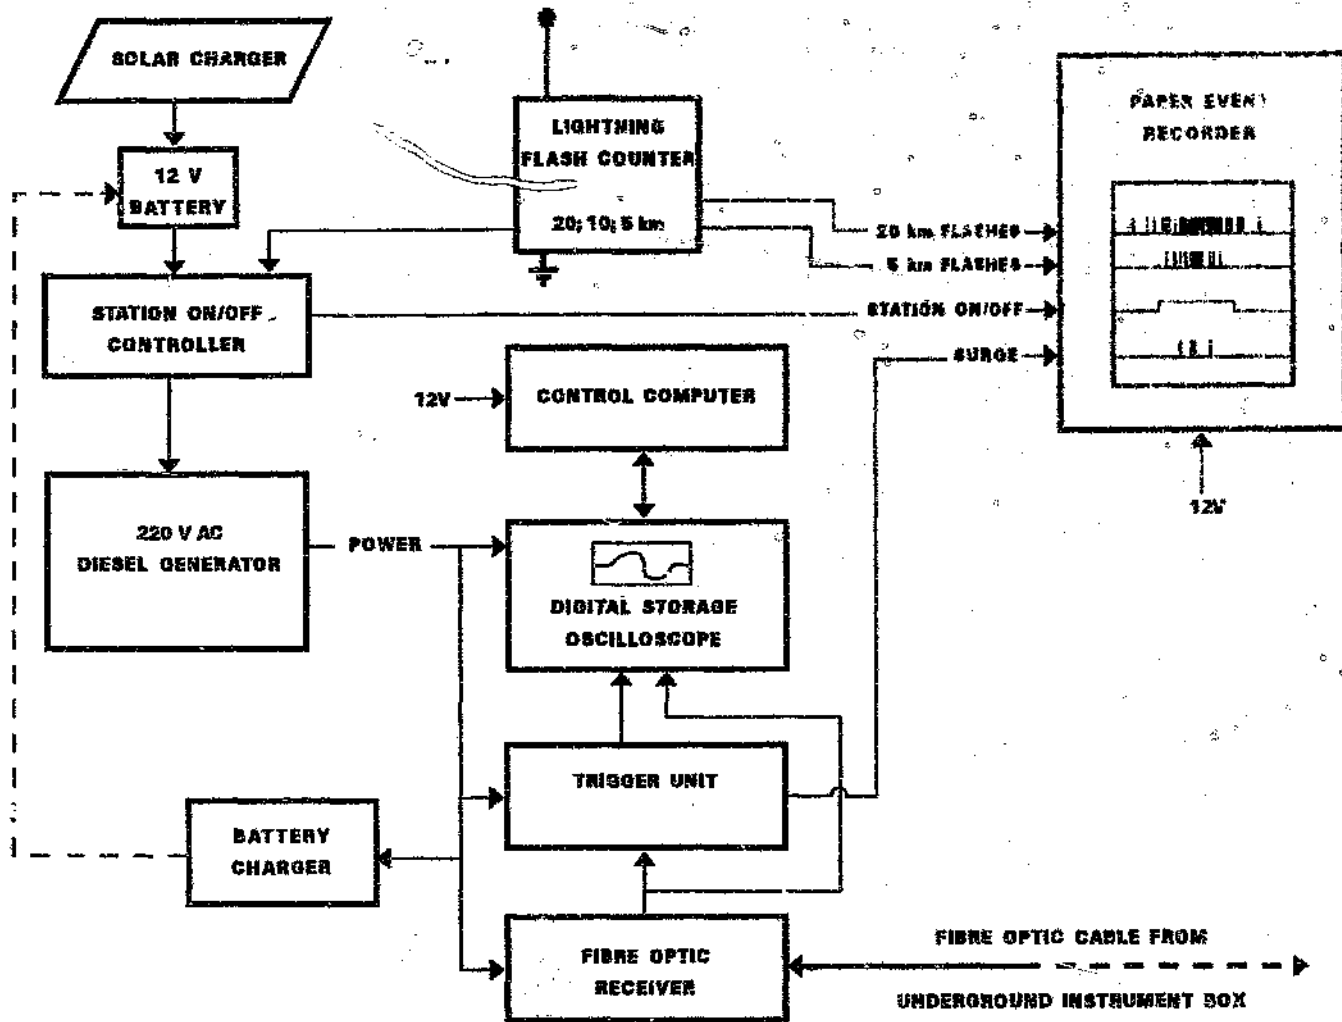 SOLAR CHARGER
12 V
BATTERY
STATION ON/OFF
CONTROLLER
220 V AC
DIESEL GENERATOR
POWER
BATTERY
CHARGER
LIGHTNING
FLASH COUNTER
20; 10; 5 km
12V
CONTROL COMPUTER
DIGITAL STORAGE
OSCILLOSCOPE
TRIGGER UNIT
FIBRE OPTIC
RECEIVER
20 km FLASHES
5 km FLASHES
STATION ON/OFF
SURGE
PAPER EVENT
RECORDER
12V
FIBRE OPTIC CABLE FROM
UNDERGROUND INSTRUMENT BOX